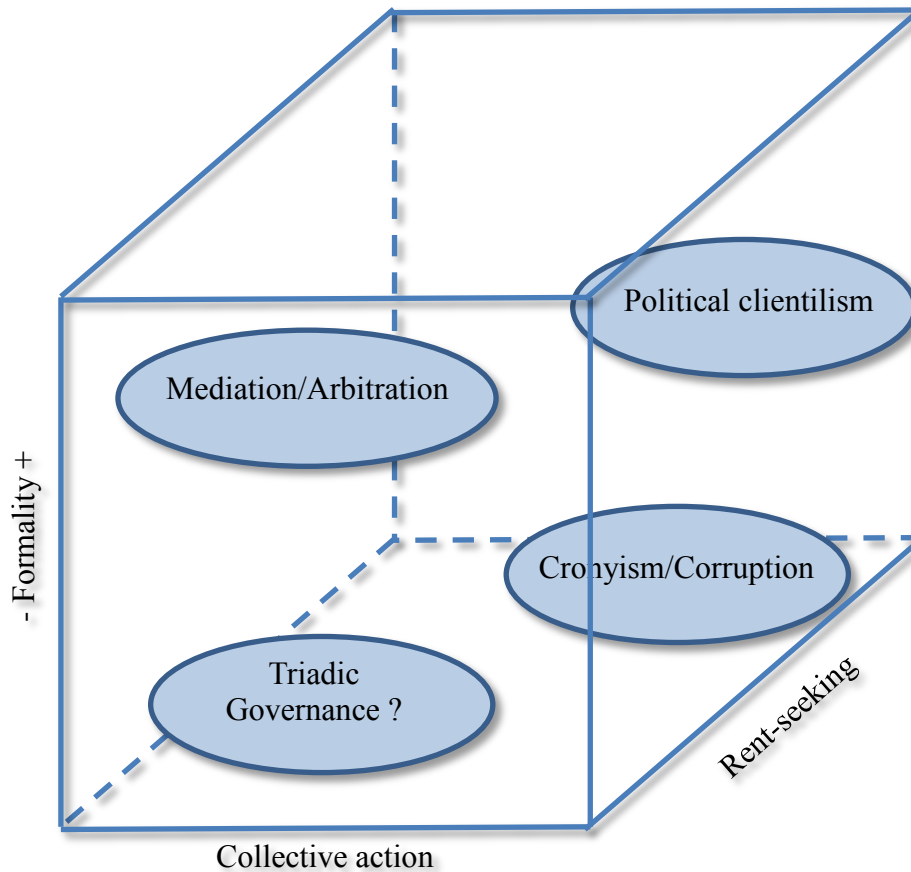 Political clientilism
Mediation/Arbitration
- Formality +
Cronyism/Corruption
Triadic
Governance ?
Rent-seeking
Collective action